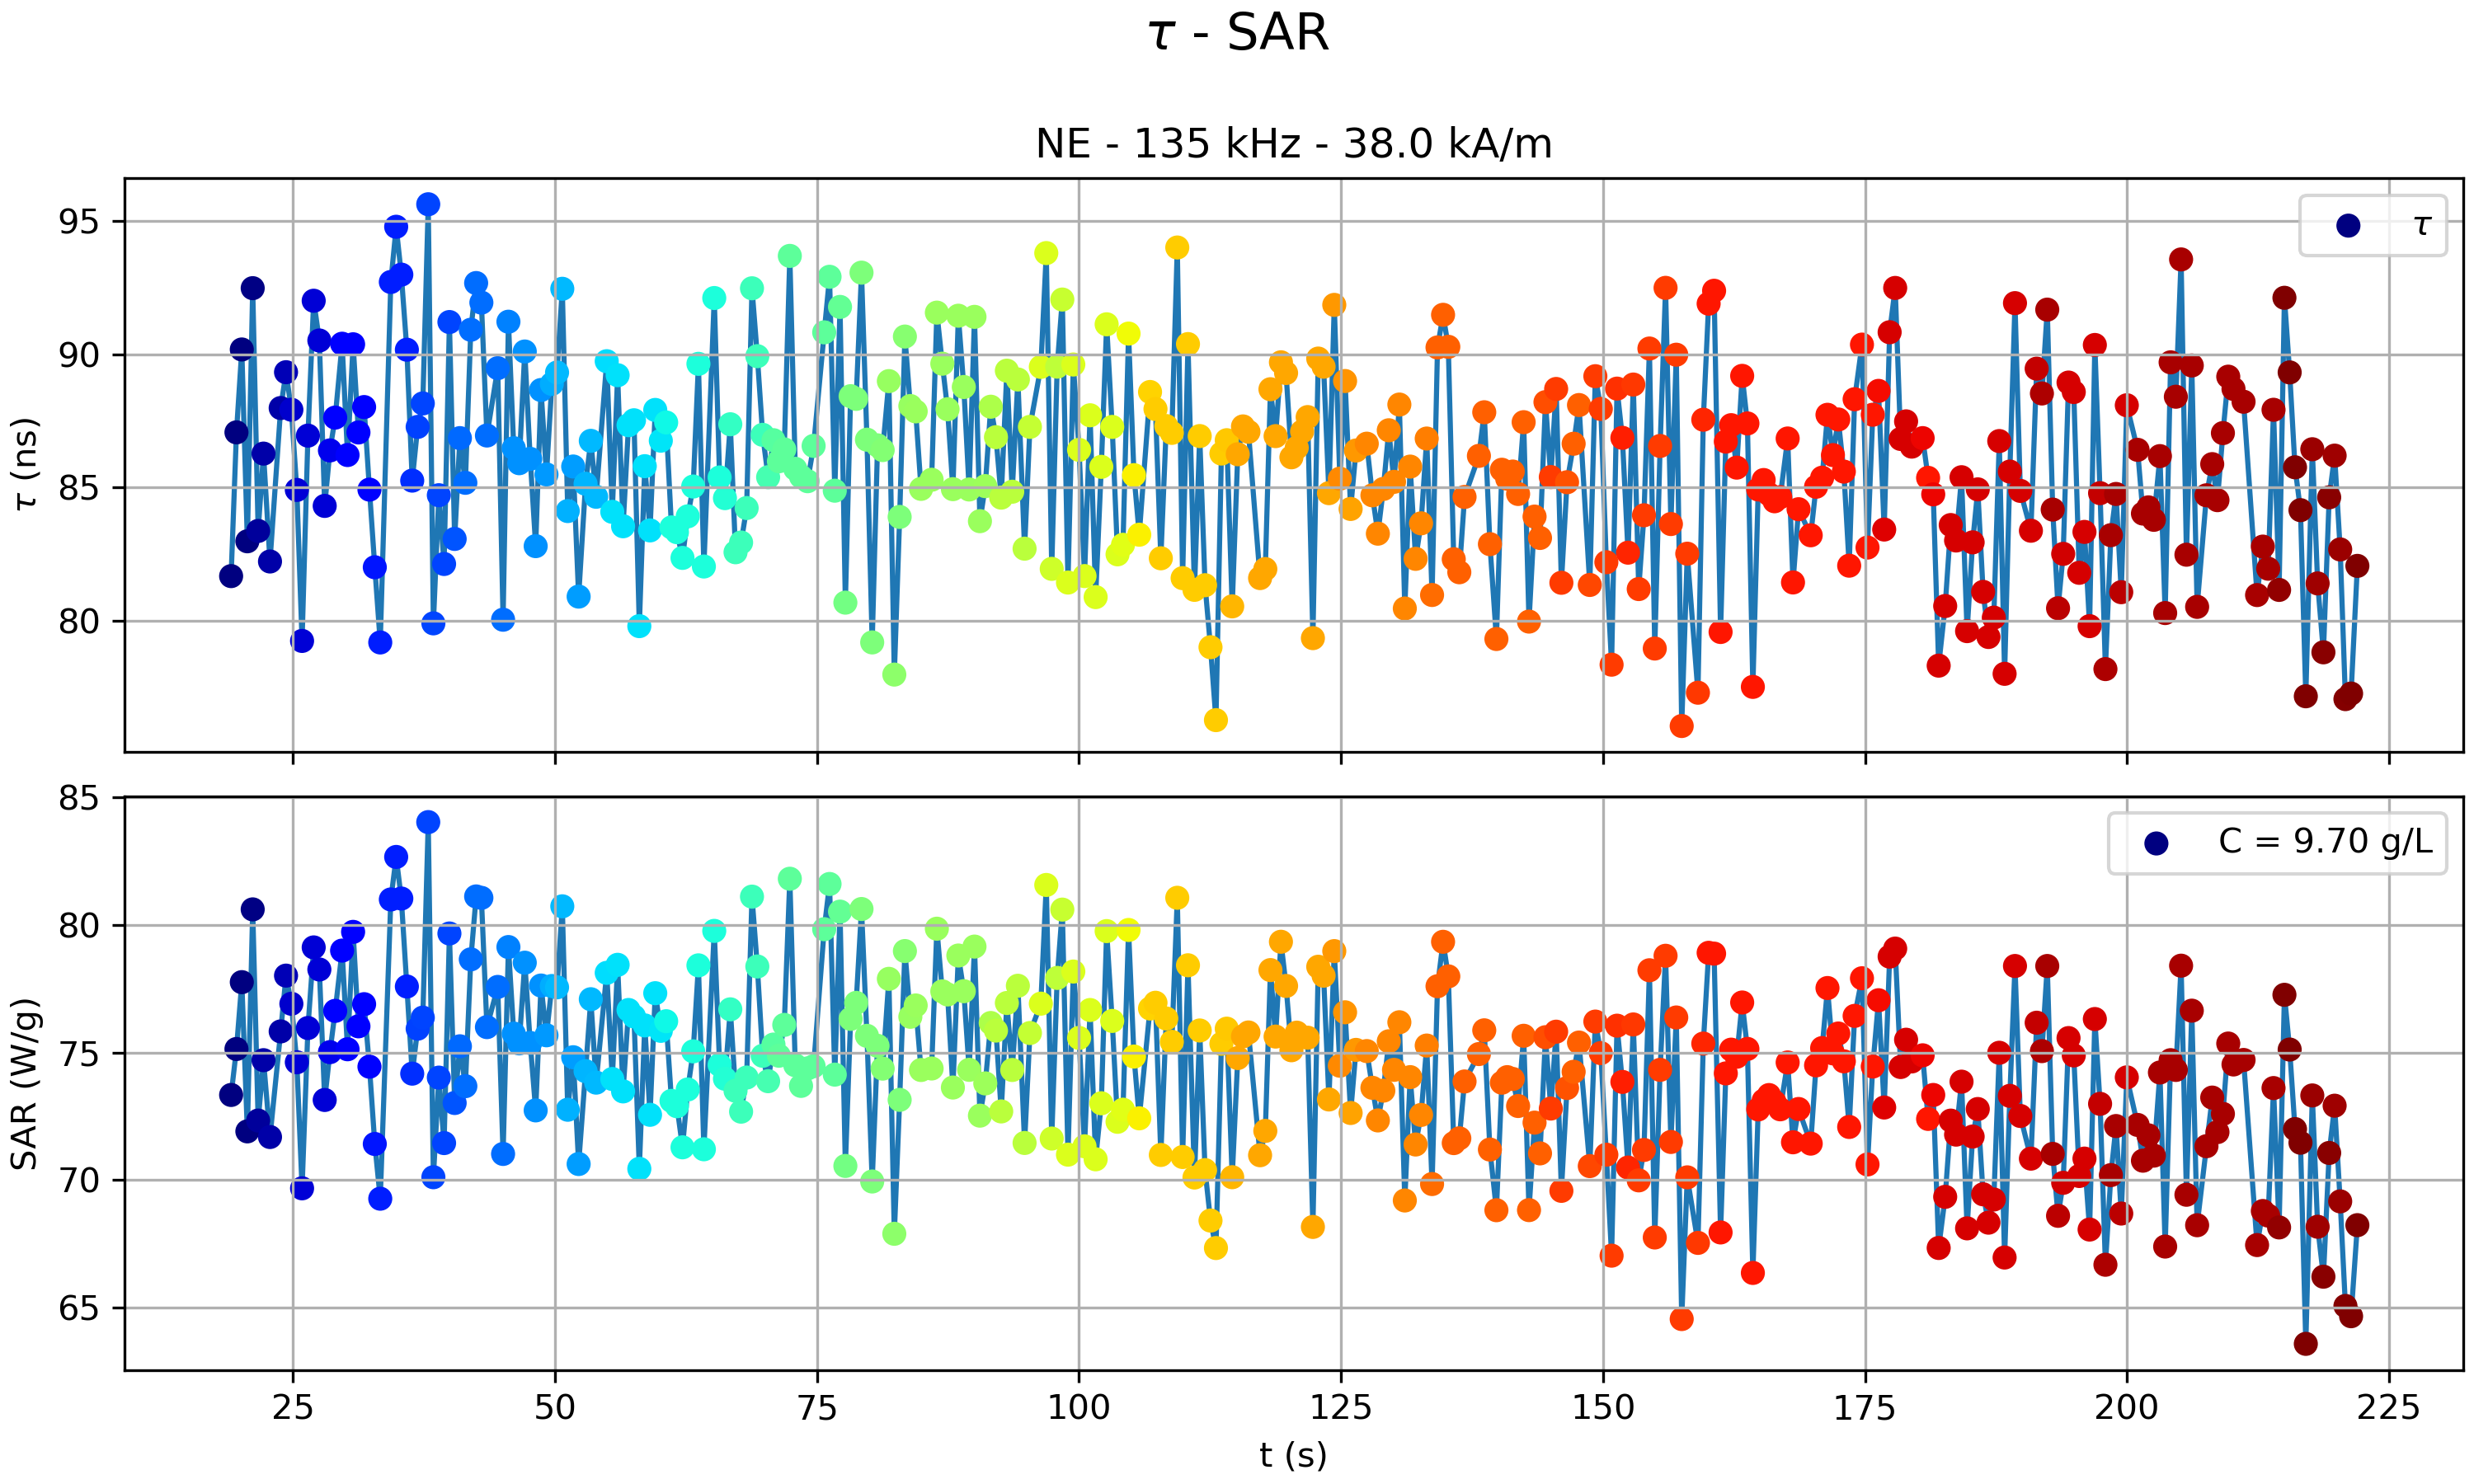 τ - SAR
NE - 135 kHz - 38.0 kA/m
95
90
85
80
τ (ns)
τ
85
80
75
70
65
SAR (W/g)
C = 9.70 g/L
25 50 75 100 125 150 175 200 225
t (s)